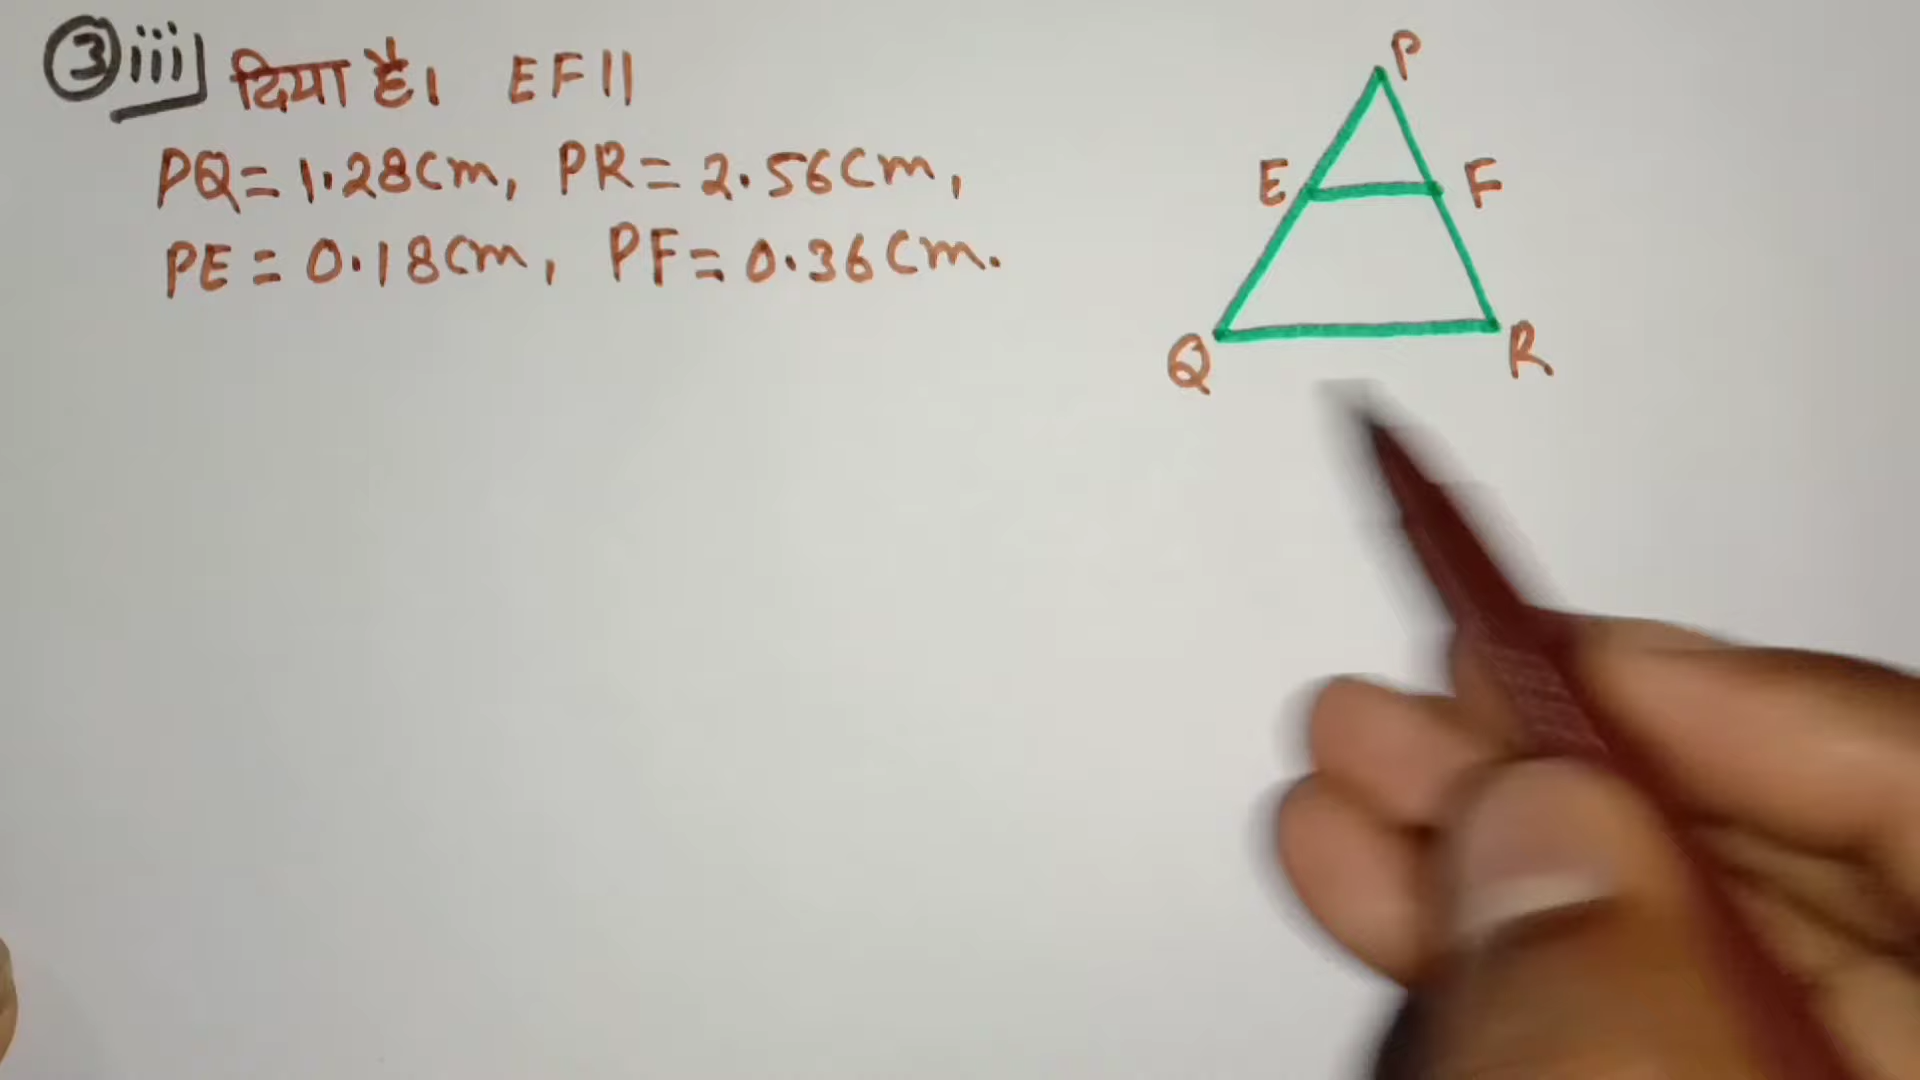 3 iii दिया है। EF||
PQ=1.28Cm, PR=2.56Cm,
PE=0.18Cm, PF=0.36Cm.
P
E F
Q R